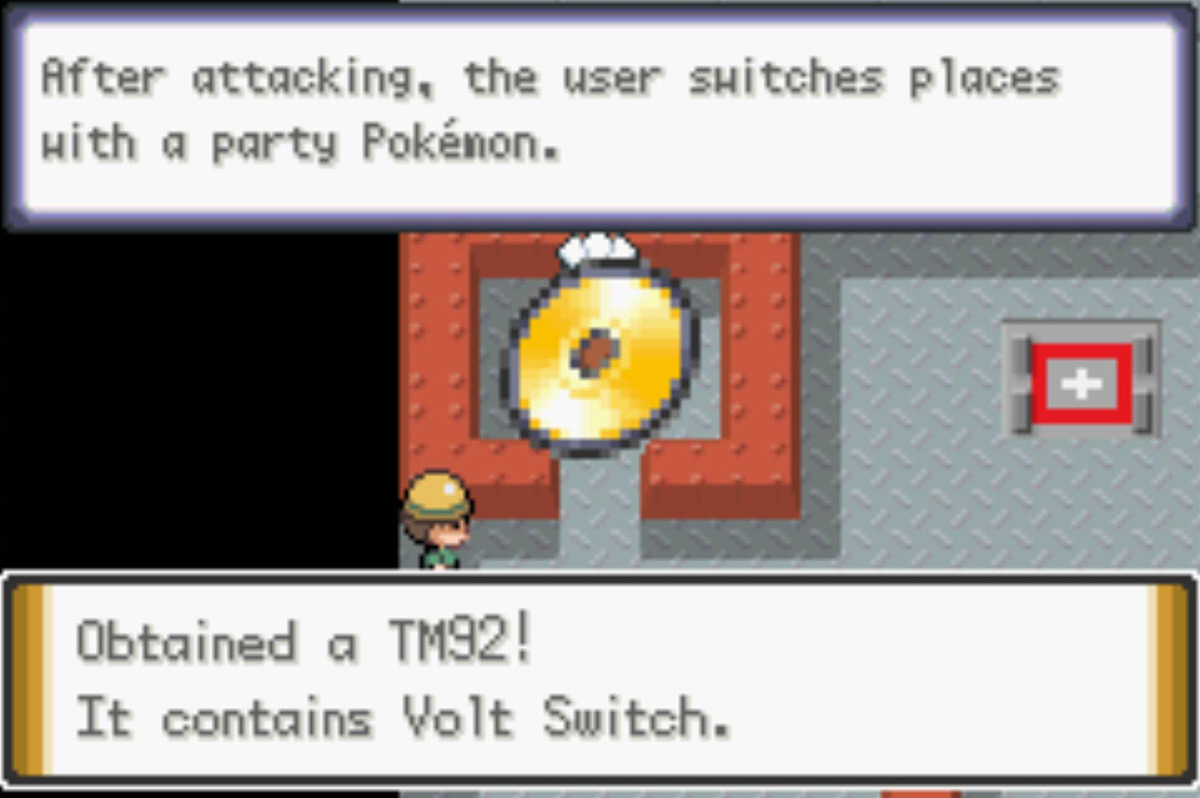 After attacking, the user switches places
with a party Pokémon.
Obtained a TM92!
It contains Volt Switch.